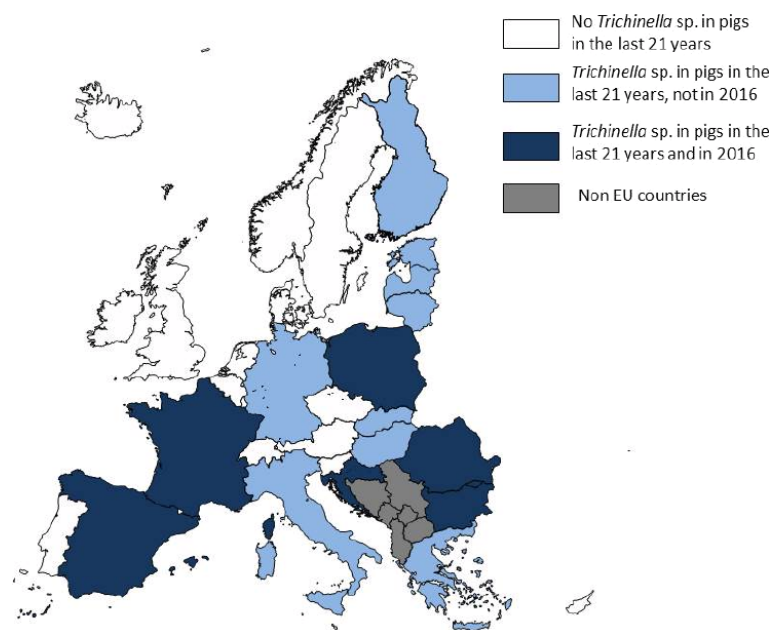 No Trichinella sp. in pigs
in the last 21 years
Trichinella sp. in pigs in the
last 21 years, not in 2016
Trichinella sp. in pigs in the
last 21 years and in 2016
Non EU countries